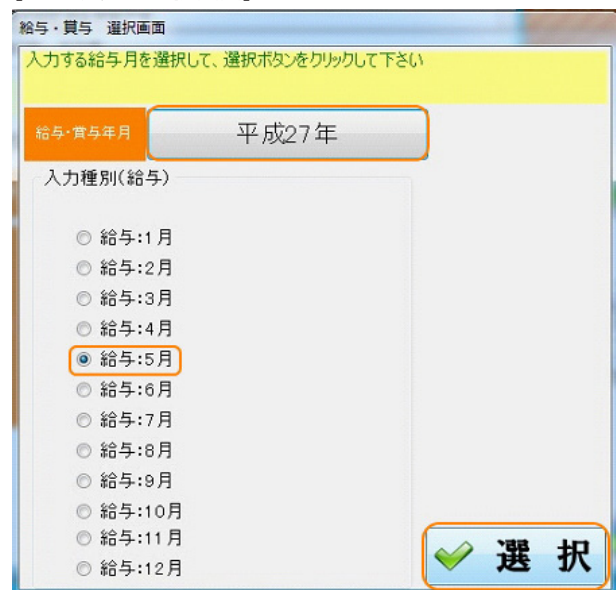 給与・賞与 選択画面
入力する給与月を選択して、選択ボタンをクリックして下さい
給与・賞与年月
平成27年
入力種別(給与)
給与:1月
給与:2月
給与:3月
給与:4月
給与:5月
給与:6月
給与:7月
給与:8月
給与:9月
給与:10月
給与:11月
給与:12月
選 択